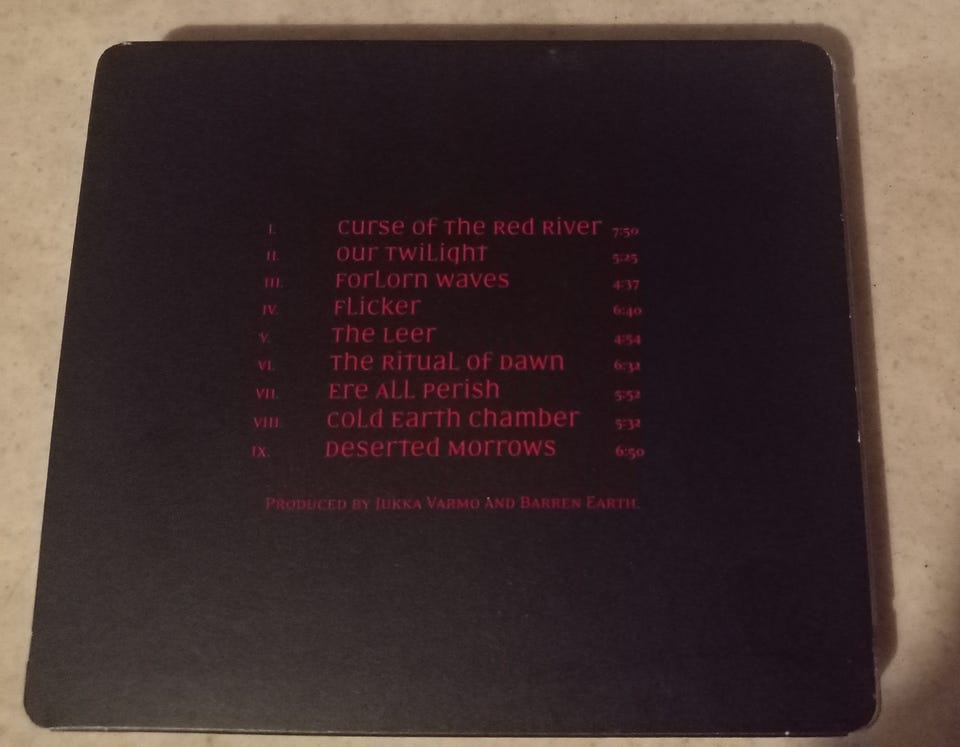 I. Curse of the Red River 7:50
II. Our Twilight 5:25
III. Forlorn Waves 4:37
IV. Flicker 6:40
V. The Leer 4:54
VI. The Ritual of Dawn 6:32
VII. Ere All Perish 5:52
VIII. Cold Earth Chamber 5:32
IX. Deserted Morrows 6:50
Produced by Jukka Varmo and Barren Earth.